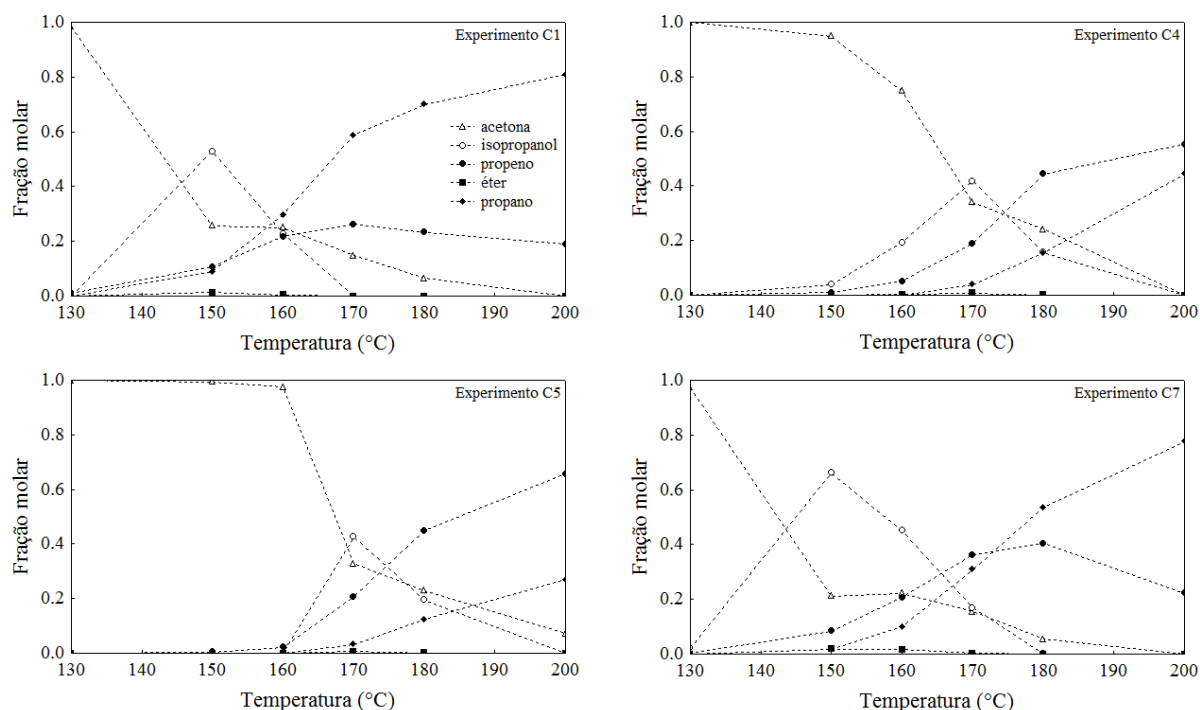 Experimento C1
Fração molar
1.0
0.8
0.6
0.4
0.2
0.0
acetona
isopropanol
propeno
éter
propano
130 140 150 160 170 180 190 200
Temperatura (°C)
Experimento C4
Fração molar
1.0
0.8
0.6
0.4
0.2
0.0
130 140 150 160 170 180 190 200
Temperatura (°C)
Experimento C5
Fração molar
1.0
0.8
0.6
0.4
0.2
0.0
130 140 150 160 170 180 190 200
Temperatura (°C)
Experimento C7
Fração molar
1.0
0.8
0.6
0.4
0.2
0.0
130 140 150 160 170 180 190 200
Temperatura (°C)